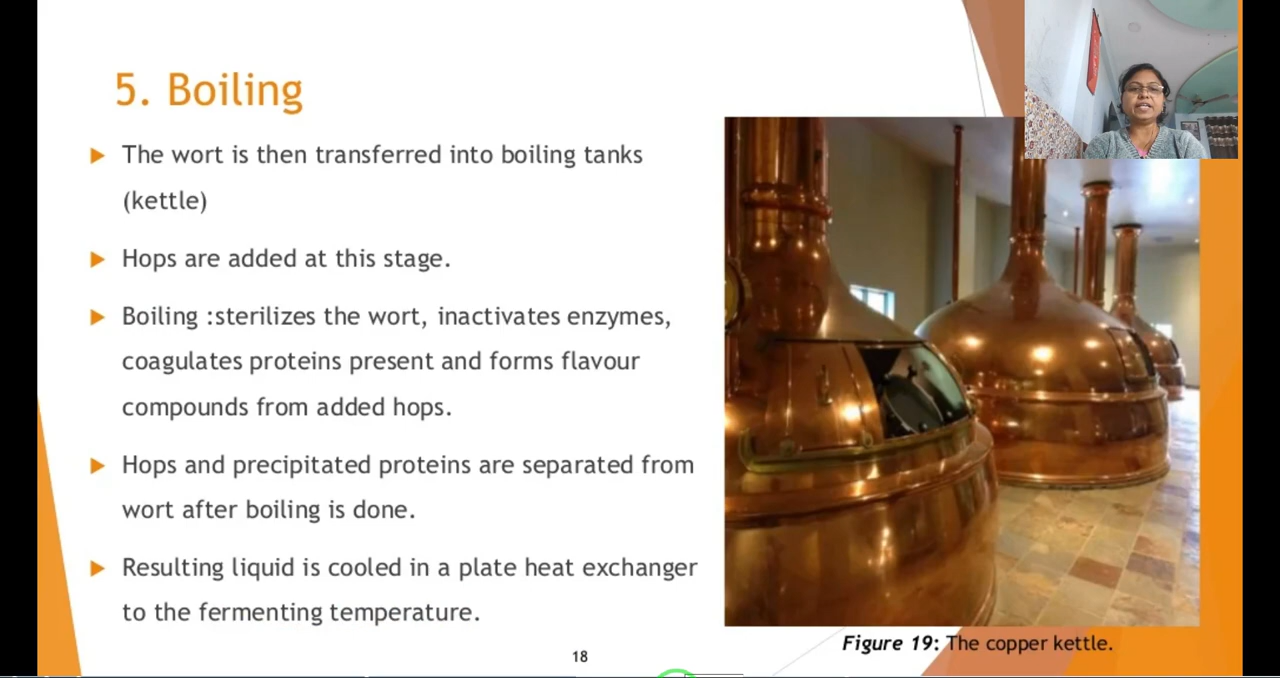 5. Boiling
The wort is then transferred into boiling tanks
(kettle)
Hops are added at this stage.
Boiling :sterilizes the wort, inactivates enzymes,
coagulates proteins present and forms flavour
compounds from added hops.
Hops and precipitated proteins are separated from
wort after boiling is done.
Resulting liquid is cooled in a plate heat exchanger
to the fermenting temperature.
Figure 19: The copper kettle.
18